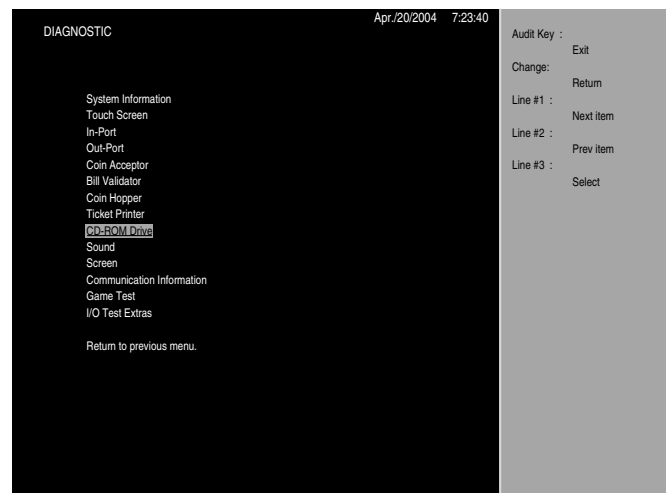 Apr./20/2004 7:23:40
DIAGNOSTIC
System Information
Touch Screen
In-Port
Out-Port
Coin Acceptor
Bill Validator
Coin Hopper
Ticket Printer
CD-ROM Drive
Sound
Screen
Communication Information
Game Test
I/O Test Extras
Return to previous menu.
Audit Key :
Exit
Change:
Return
Line #1 :
Next item
Line #2 :
Prev item
Line #3 :
Select